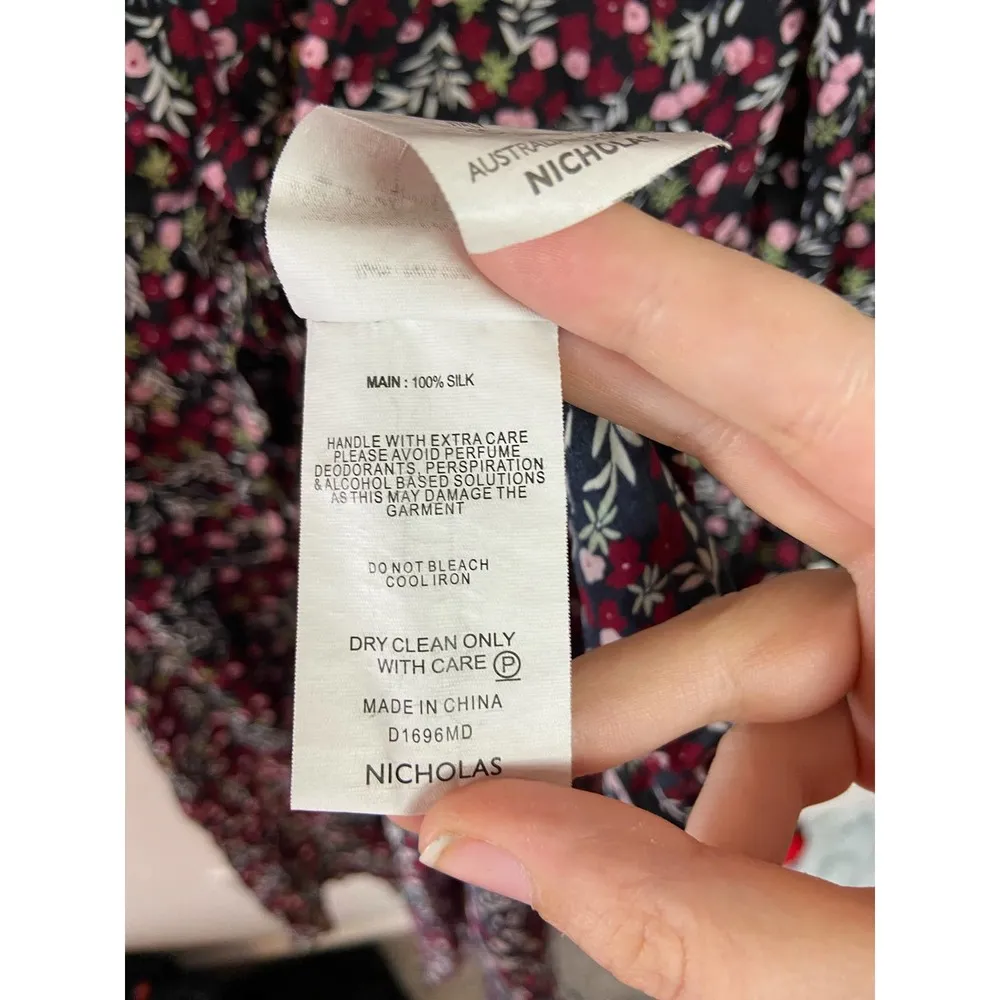 AUSTRALIA
NICHOLAS
MAIN : 100% SILK
HANDLE WITH EXTRA CARE
PLEASE AVOID PERFUME
DEODORANTS, PERSPIRATION
& ALCOHOL BASED SOLUTIONS
AS THIS MAY DAMAGE THE
GARMENT
DO NOT BLEACH
COOL IRON
DRY CLEAN ONLY
WITH CARE P
MADE IN CHINA
D1696MD
NICHOLAS